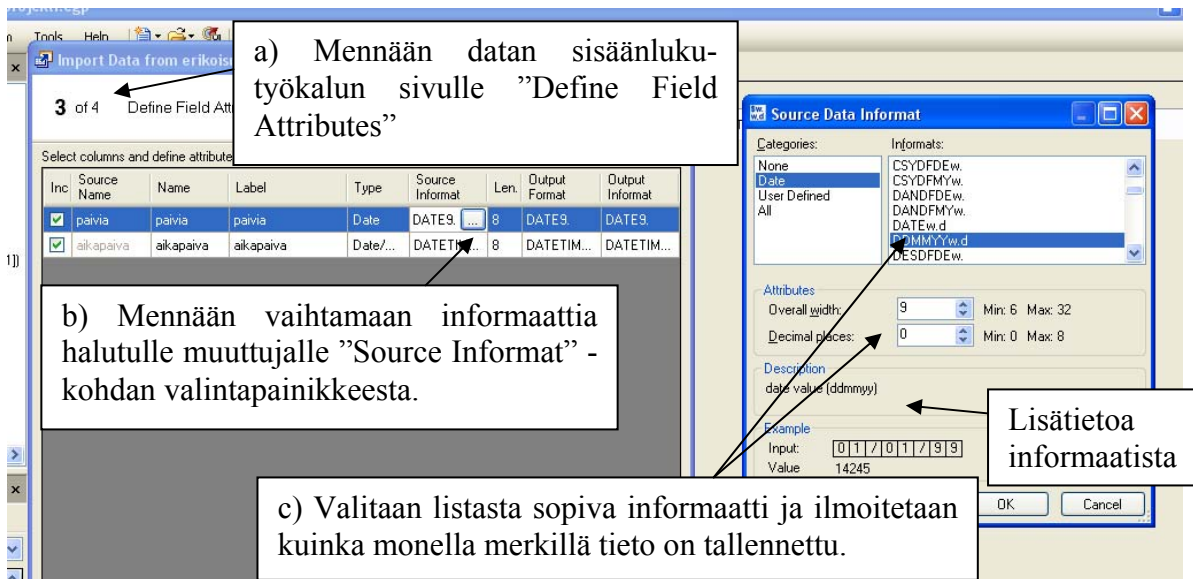 Tools Help
Import Data from
a) Mennään datan sisäänluku-
työkalun sivulle ”Define Field
Attributes”
3 of 4 Define Field
Select columns and define
Inc Source Name Name Label Type Source Informat Len. Output Format Output Informat
paivia paivia paivia Date DATE9. ... 8 DATE9. DATE9.
aikapaiva aikapaiva aikapaiva Date/... 8 DATETIM... DATETIM...
1])
b) Mennään vaihtamaan informaattia
halutulle muuttujalle ”Source Informat” -
kohdan valintapainikkeesta.
Source Data Informat
Categories:
None
Date
User Defined
All
Informats:
CSYDFDEw.
CSYDFMYw.
DANDFDEw.
DANDFMYw.
DATEw.d
DDMMYYw.d
DESDFDEw.
Attributes
Overall width: 9 Min: 6 Max: 32
Decimal places: 0 Min: 0 Max: 8
Description
date value (ddmmyy)
Example
Input: 01/01/99
Value 14245
OK Cancel
Lisätietoa
informaatista
c) Valitaan listasta sopiva informaatti ja ilmoitetaan
kuinka monella merkillä tieto on tallennettu.